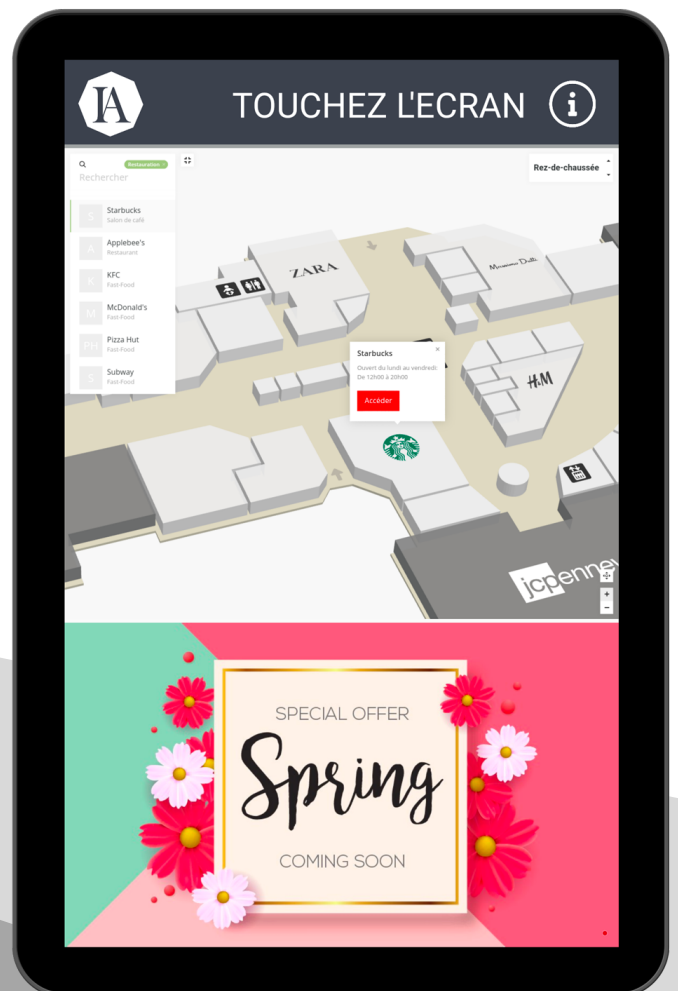 IA
TOUCHEZ L'ECRAN
i
Restauration
Rechercher
Rez-de-chaussée
S
Starbucks
Salon de café
A
Applebee's
Restaurant
K
KFC
Fast-Food
M
McDonald's
Fast-Food
PH
Pizza Hut
Fast-Food
S
Subway
Fast-Food
ZARA
Massimo Dutti
H&M
Starbucks
×
Ouvert du lundi au vendredi:
De 12h00 à 20h00
Accéder
jcpenney
+
−
SPECIAL OFFER
Spring
COMING SOON